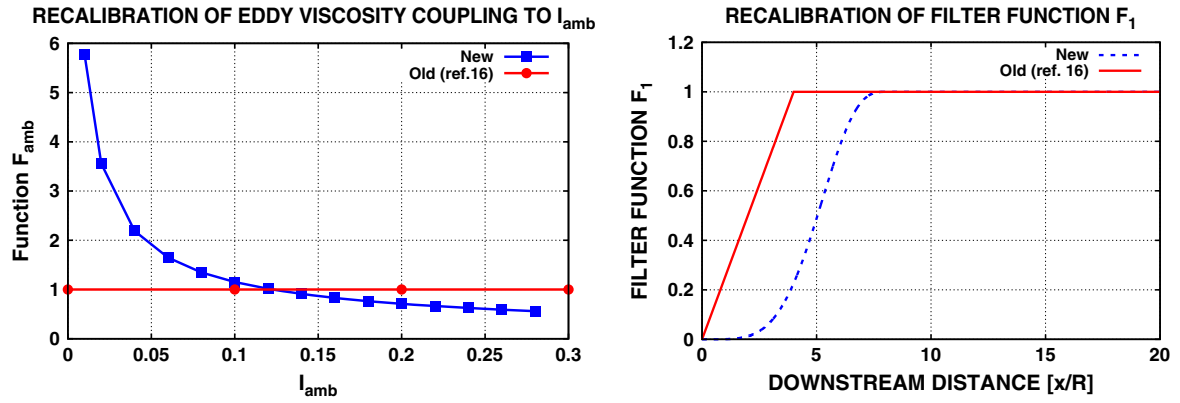 RECALIBRATION OF EDDY VISCOSITY COUPLING TO I_amb
6
5
4
3
2
1
0
0
0.05
0.1
0.15
0.2
0.25
0.3
Function F_amb
I_amb
New
Old (ref.16)
RECALIBRATION OF FILTER FUNCTION F_1
1.2
1
0.8
0.6
0.4
0.2
0
0
5
10
15
20
FILTER FUNCTION F_1
DOWNSTREAM DISTANCE [x/R]
New
Old (ref. 16)